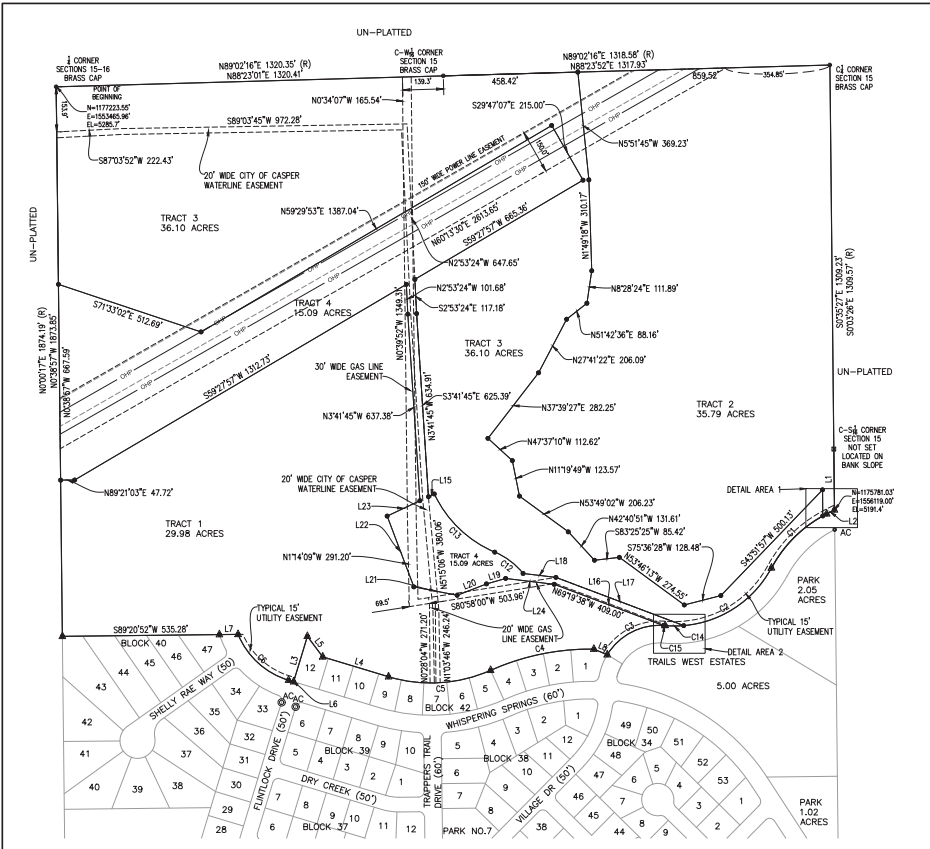 UN-PLATTED
N89°02'16"E 1320.35' (R)
N88°23'01"E 1320.41'
C-W 1/16 CORNER
SECTION 15
BRASS CAP
139.3'
458.42'
N89°02'16"E 1318.58' (R)
N88°23'52"E 1317.93'
859.52'
354.85'
C 1/4 CORNER
SECTION 15
BRASS CAP
1/4 CORNER
SECTIONS 15-16
BRASS CAP
POINT OF
BEGINNING
N=1177223.55'
E=1553465.96'
EL=5285.7'
153.9'
N0°34'07"W 165.54'
S89°03'45"W 972.28'
S87°03'52"W 222.43'
20' WIDE CITY OF CASPER
WATERLINE EASEMENT
S29°47'07"E 215.00'
N5°51'45"W 369.23'
150' WIDE POWER LINE EASEMENT
150.0'
OHP
OHP
OHP
OHP
OHP
OHP
OHP
UN-PLATTED
TRACT 3
36.10 ACRES
N59°29'53"E 1387.04'
N60°13'30"E 2613.65'
S59°27'57"W 665.36'
N2°53'24"W 647.65'
N1°49'18"W 310.17'
N8°28'24"E 111.89'
N51°42'36"E 88.16'
N27°41'22"E 206.09'
S0°35'27"E 1309.23'
S0°03'26"E 1309.57' (R)
S71°33'02"E 512.69'
TRACT 4
15.09 ACRES
N2°53'24"W 101.68'
S2°53'24"E 117.18'
TRACT 3
36.10 ACRES
N0°39'52"W 1349.31'
N0°00'17"E 1874.19' (R)
N0°38'57"W 1873.85'
N0°38'67"W 667.59'
S59°27'57"W 1312.73'
30' WIDE GAS LINE
EASEMENT
N3°41'45"W 637.38'
N3°41'45"W 634.91'
S3°41'45"E 625.39'
N37°39'27"E 282.25'
UN-PLATTED
TRACT 2
35.79 ACRES
C-S 1/16 CORNER
SECTION 15
NOT SET
LOCATED ON
BANK SLOPE
N47°37'10"W 112.62'
N11°19'49"W 123.57'
N89°21'03"E 47.72'
20' WIDE CITY OF CASPER
WATERLINE EASEMENT
L15
DETAIL AREA 1
L1
N=1175781.03'
E=1556119.00'
EL=5191.4'
L2
AC
L23
L22
N53°49'02"W 206.23'
N42°40'51"W 131.61'
S83°25'25"W 85.42'
S75°36'28"W 128.48'
S43°51'57"W 500.13'
C1
TRACT 1
29.98 ACRES
C13
N5°15'06"W 380.06'
TRACT 4
15.09 ACRES
C12
L18
N53°46'13"W 274.55'
N1°14'09"W 291.20'
L21
L20
L19
L16
L17
PARK
2.05
ACRES
69.5'
S80°58'00"W 503.96'
L24
N69°19'38"W 409.00'
C2
TYPICAL 15'
UTILITY EASEMENT
TYPICAL 15'
UTILITY EASEMENT
20' WIDE GAS
LINE EASEMENT
C3
C14
C15
DETAIL AREA 2
TRAILS WEST ESTATES
S89°20'52"W 535.28'
L7
BLOCK 40
C6
L3
L5
L4
N0°28'04"W 271.20'
N1°03'46"W 246.24'
C4
L8
5.00 ACRES
L6
C5
BLOCK 42
12
11
10
9
8
7
6
5
4
3
2
1
45
44
43
42
41
40
39
38
37
36
35
34
33
32
31
30
29
28
SHELLY RAE WAY (50')
ACAC
WHISPERING SPRINGS (60')
FLINTLOCK DRIVE (50')
BLOCK 39
6
7
8
9
10
5
4
3
2
1
DRY CREEK (50')
BLOCK 37
6
7
8
9
10
11
12
TRAPPERS TRAIL
DRIVE (60')
BLOCK 38
5
4
3
2
1
6
7
8
9
10
11
12
PARK NO.7
VILLAGE DR (50')
BLOCK 34
49
50
51
52
53
48
47
46
45
44
38
6
5
4
3
2
1
7
8
9
PARK
1.02
ACRES